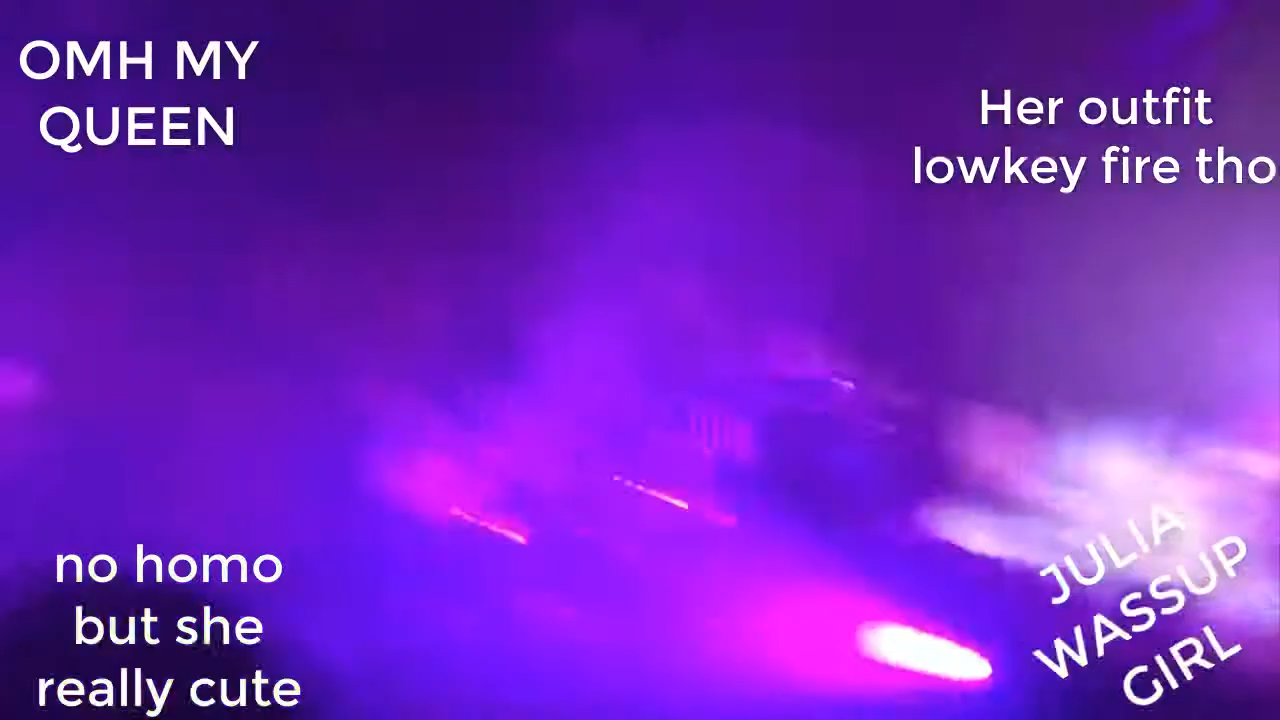 OMH MY
QUEEN
Her outfit
lowkey fire tho
no homo
but she
really cute
JULIA
WASSUP
GIRL